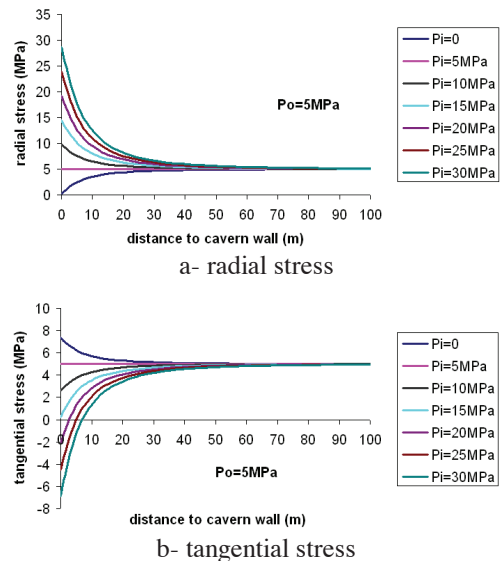 35
30
25
20
15
10
5
0
radial stress (MPa)
Po=5MPa
0 10 20 30 40 50 60 70 80 90 100
distance to cavern wall (m)
Pi=0
Pi=5MPa
Pi=10MPa
Pi=15MPa
Pi=20MPa
Pi=25MPa
Pi=30MPa
a- radial stress
10
8
6
4
2
0
-2
-4
-6
-8
tangential stress (MPa)
0 10 20 30 40 50 60 70 80 90 100
Po=5MPa
distance to cavern wall (m)
Pi=0
Pi=5MPa
Pi=10MPa
Pi=15MPa
Pi=20MPa
Pi=25MPa
Pi=30MPa
b- tangential stress